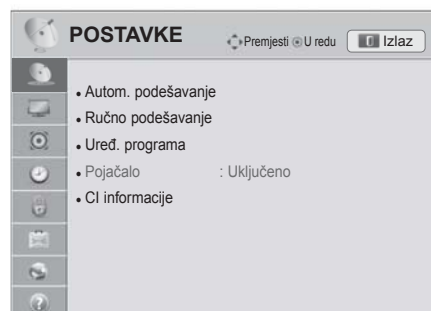 POSTAVKE Premjesti U redu Izlaz
• Autom. podešavanje
• Ručno podešavanje
• Uređ. programa
• Pojačalo : Uključeno
• CI informacije